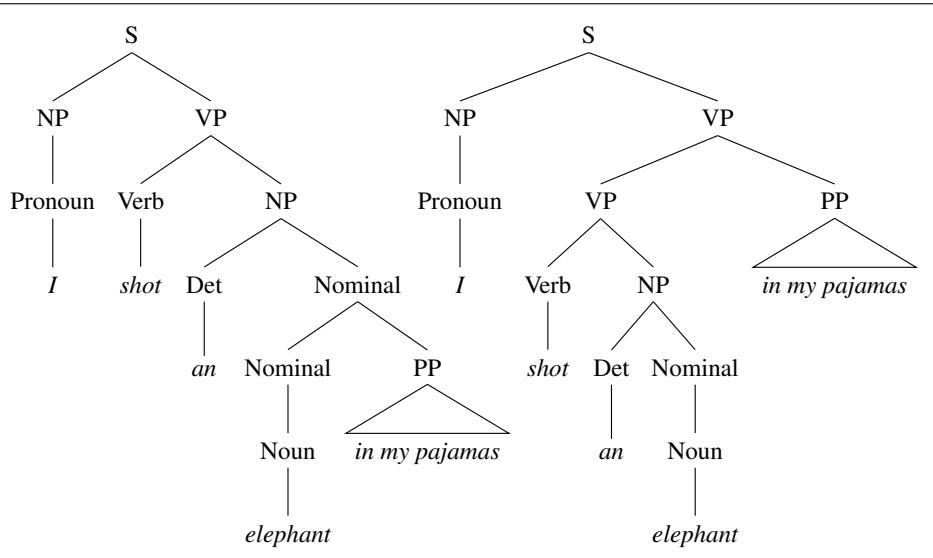 S S
NP VP NP VP
Pronoun Verb NP Pronoun VP PP
I shot Det Nominal I Verb NP in my pajamas
an Nominal PP shot Det Nominal
Noun in my pajamas an Noun
elephant elephant